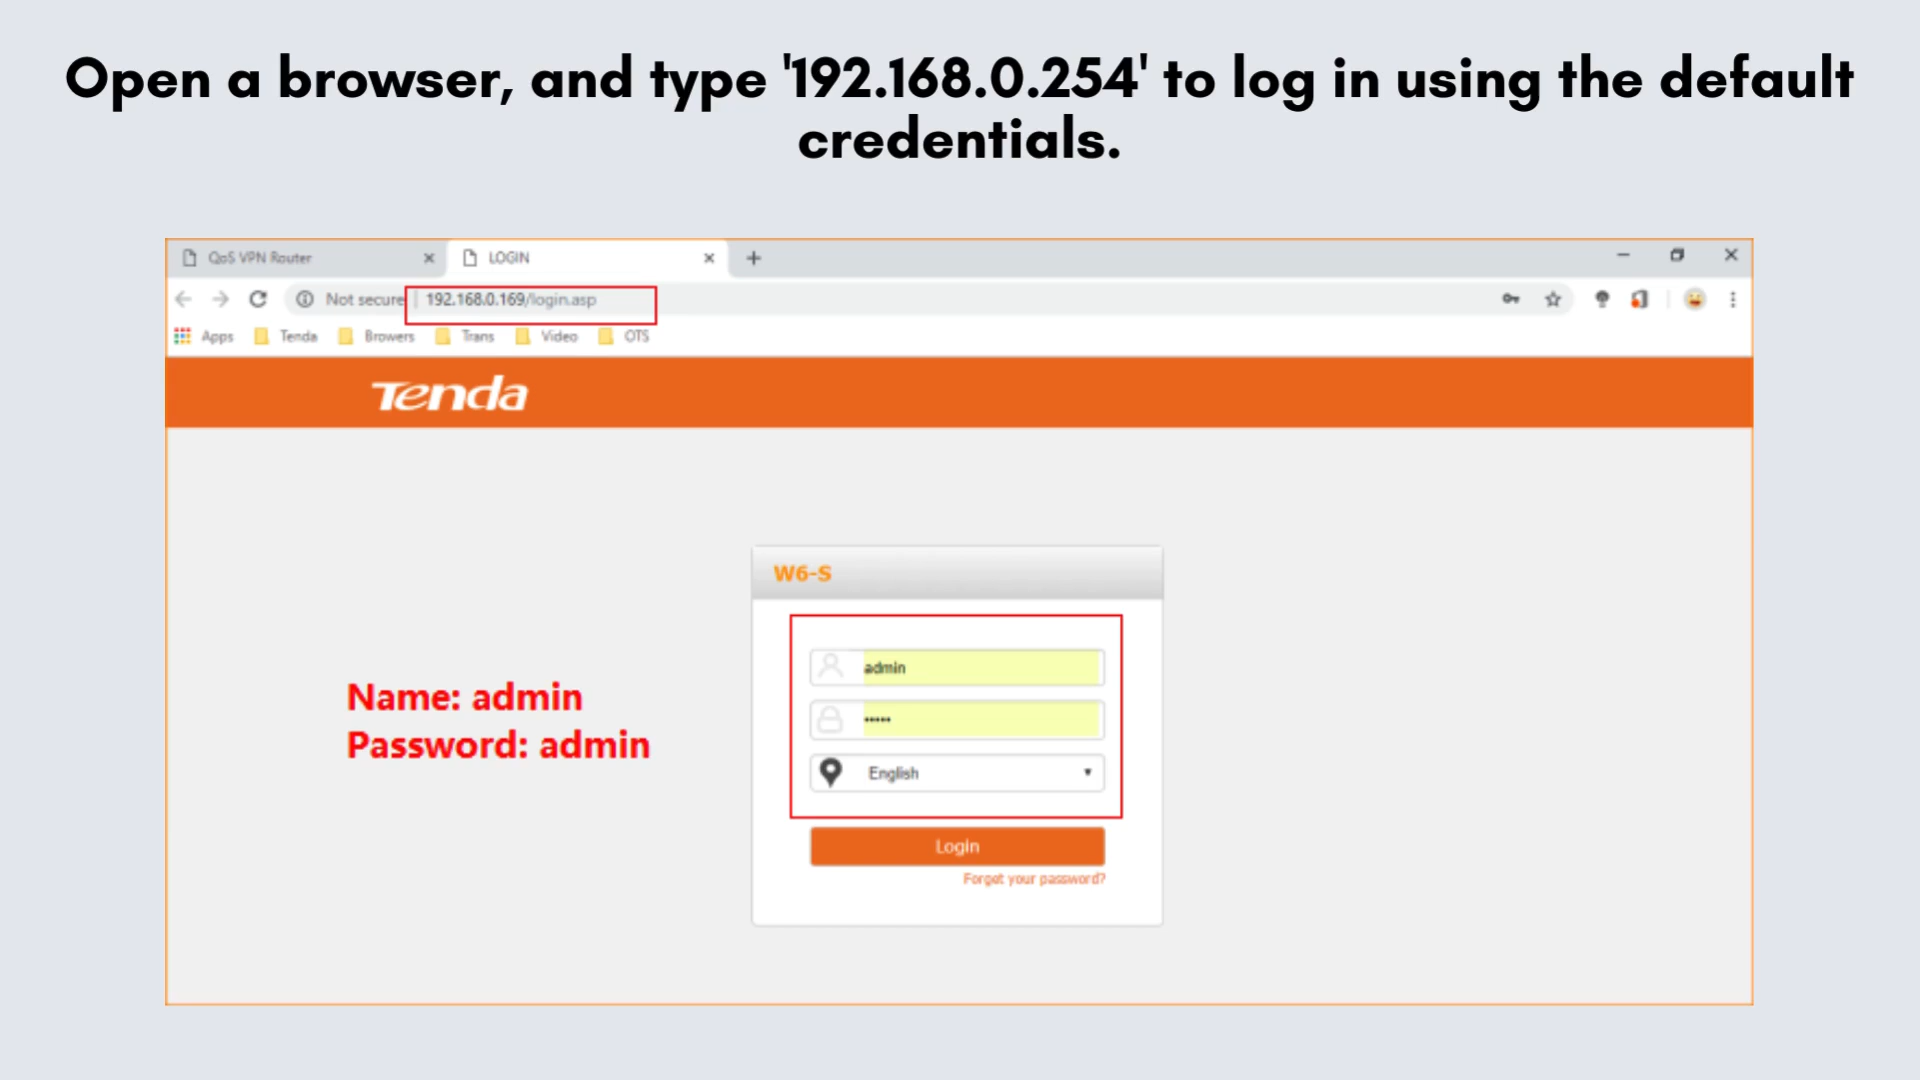 Open a browser, and type '192.168.0.254' to log in using the default
credentials.
QoS VPN Router
LOGIN
Not secure | 192.168.0.169/login.asp
Apps Tenda Browers Trans Video OTS
Tenda
W6-S
admin
•••••
English
Name: admin
Password: admin
Login
Forget your password?